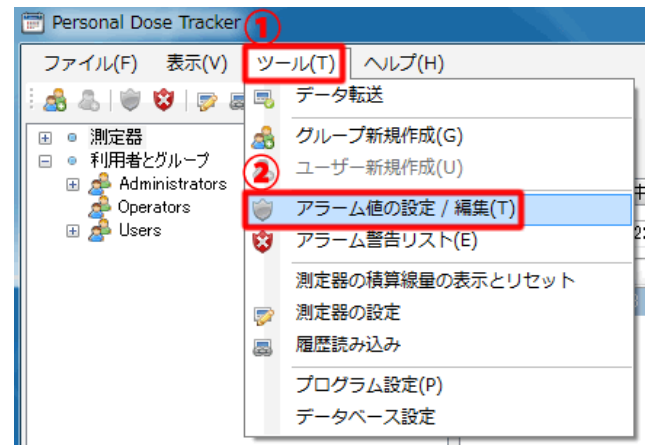 Personal Dose Tracker
①
ファイル(F) 表示(V) ツール(T) ヘルプ(H)
データ転送
グループ新規作成(G)
ユーザー新規作成(U)
②
アラーム値の設定 / 編集(T)
アラーム警告リスト(E)
測定器の積算線量の表示とリセット
測定器の設定
履歴読み込み
プログラム設定(P)
データベース設定
測定器
利用者とグループ
Administrators
Operators
Users